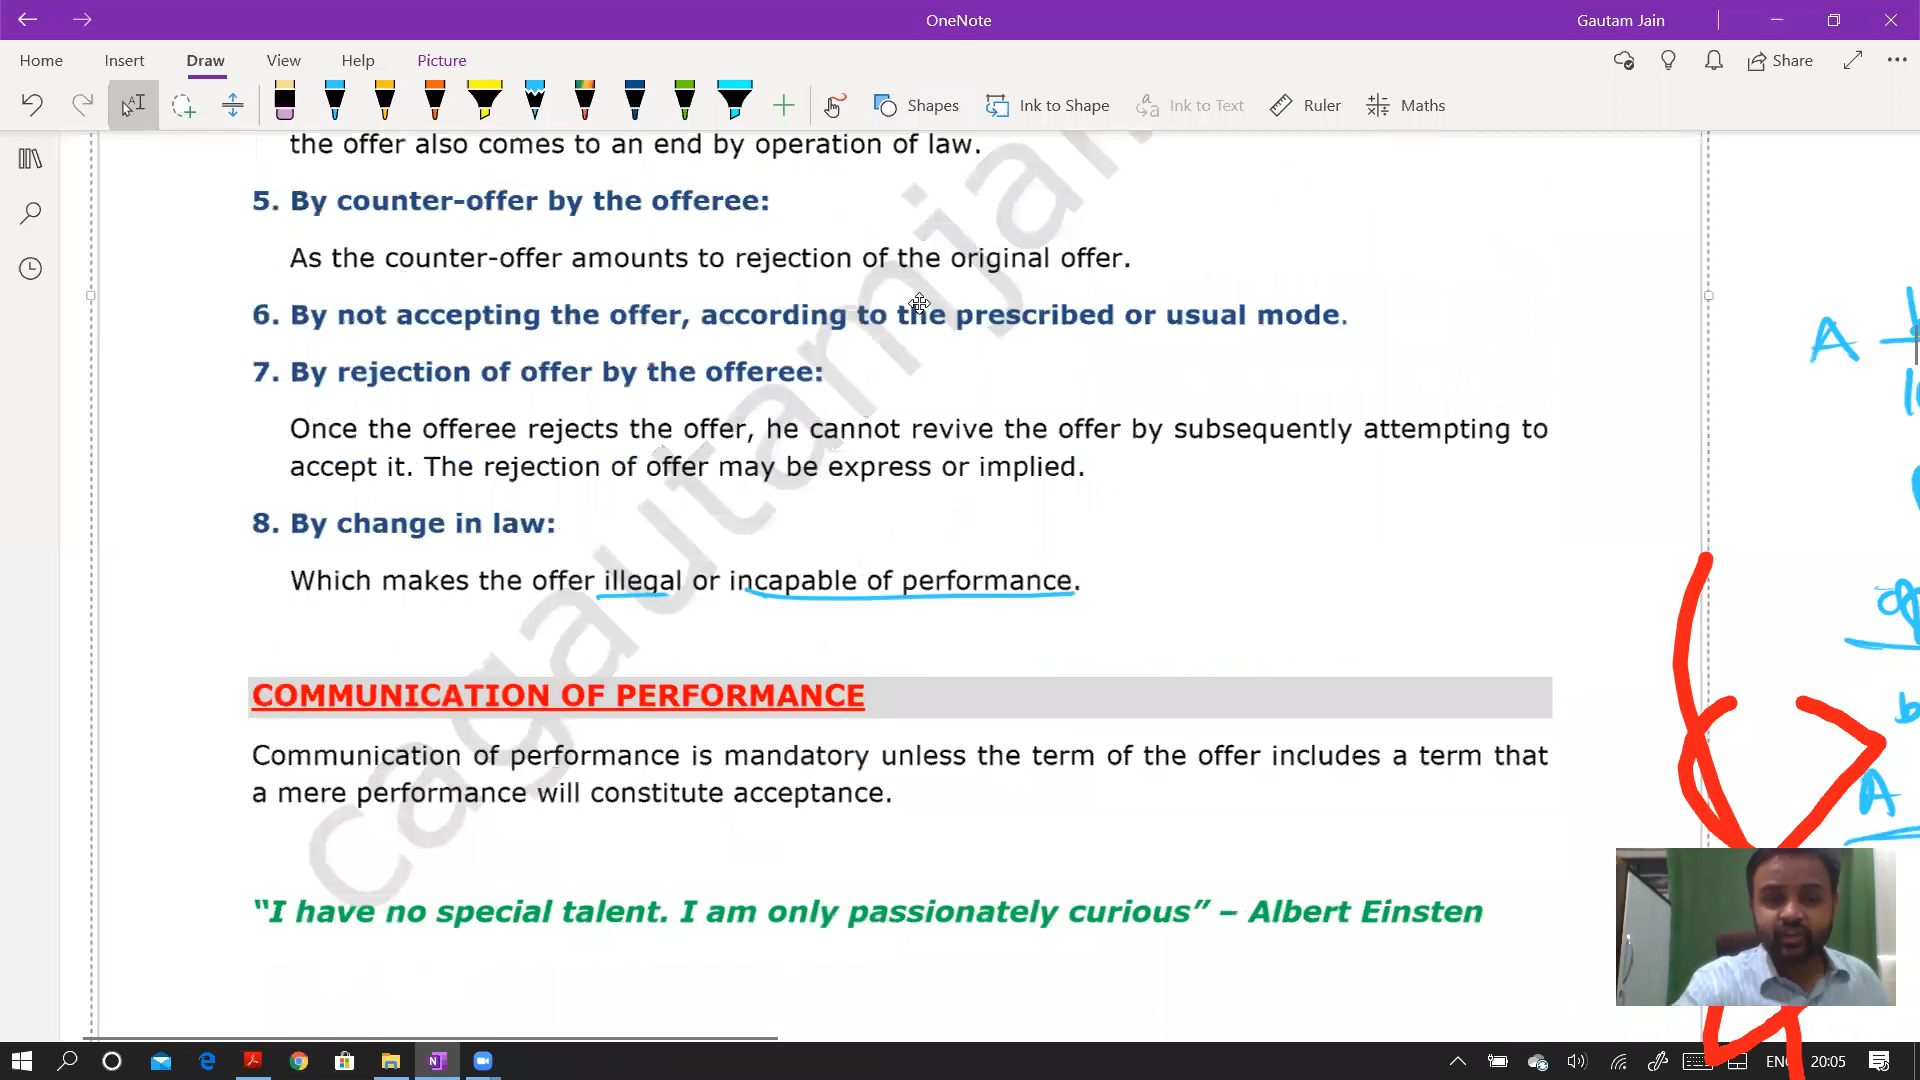 OneNote
Gautam Jain
Home Insert Draw View Help Picture
Share
Shapes Ink to Shape Ink to Text Ruler Maths
the offer also comes to an end by operation of law.
5. By counter-offer by the offeree:
As the counter-offer amounts to rejection of the original offer.
6. By not accepting the offer, according to the prescribed or usual mode.
7. By rejection of offer by the offeree:
Once the offeree rejects the offer, he cannot revive the offer by subsequently attempting to
accept it. The rejection of offer may be express or implied.
8. By change in law:
Which makes the offer illegal or incapable of performance.
COMMUNICATION OF PERFORMANCE
Communication of performance is mandatory unless the term of the offer includes a term that
a mere performance will constitute acceptance.
“I have no special talent. I am only passionately curious” – Albert Einsten
cagautamjain
A
b
A
ENG 20:05